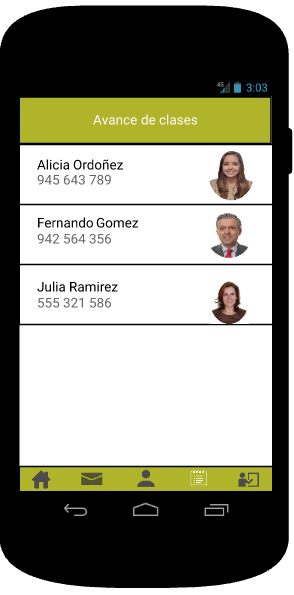 4G 3:03
Avance de clases
Alicia Ordoñez
945 643 789
Fernando Gomez
942 564 356
Julia Ramirez
555 321 586